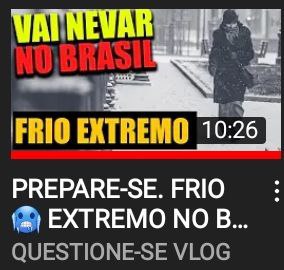 VAI NEVAR
NO BRASIL
FRIO EXTREMO
10:26
PREPARE-SE. FRIO
🥶 EXTREMO NO B...
QUESTIONE-SE VLOG